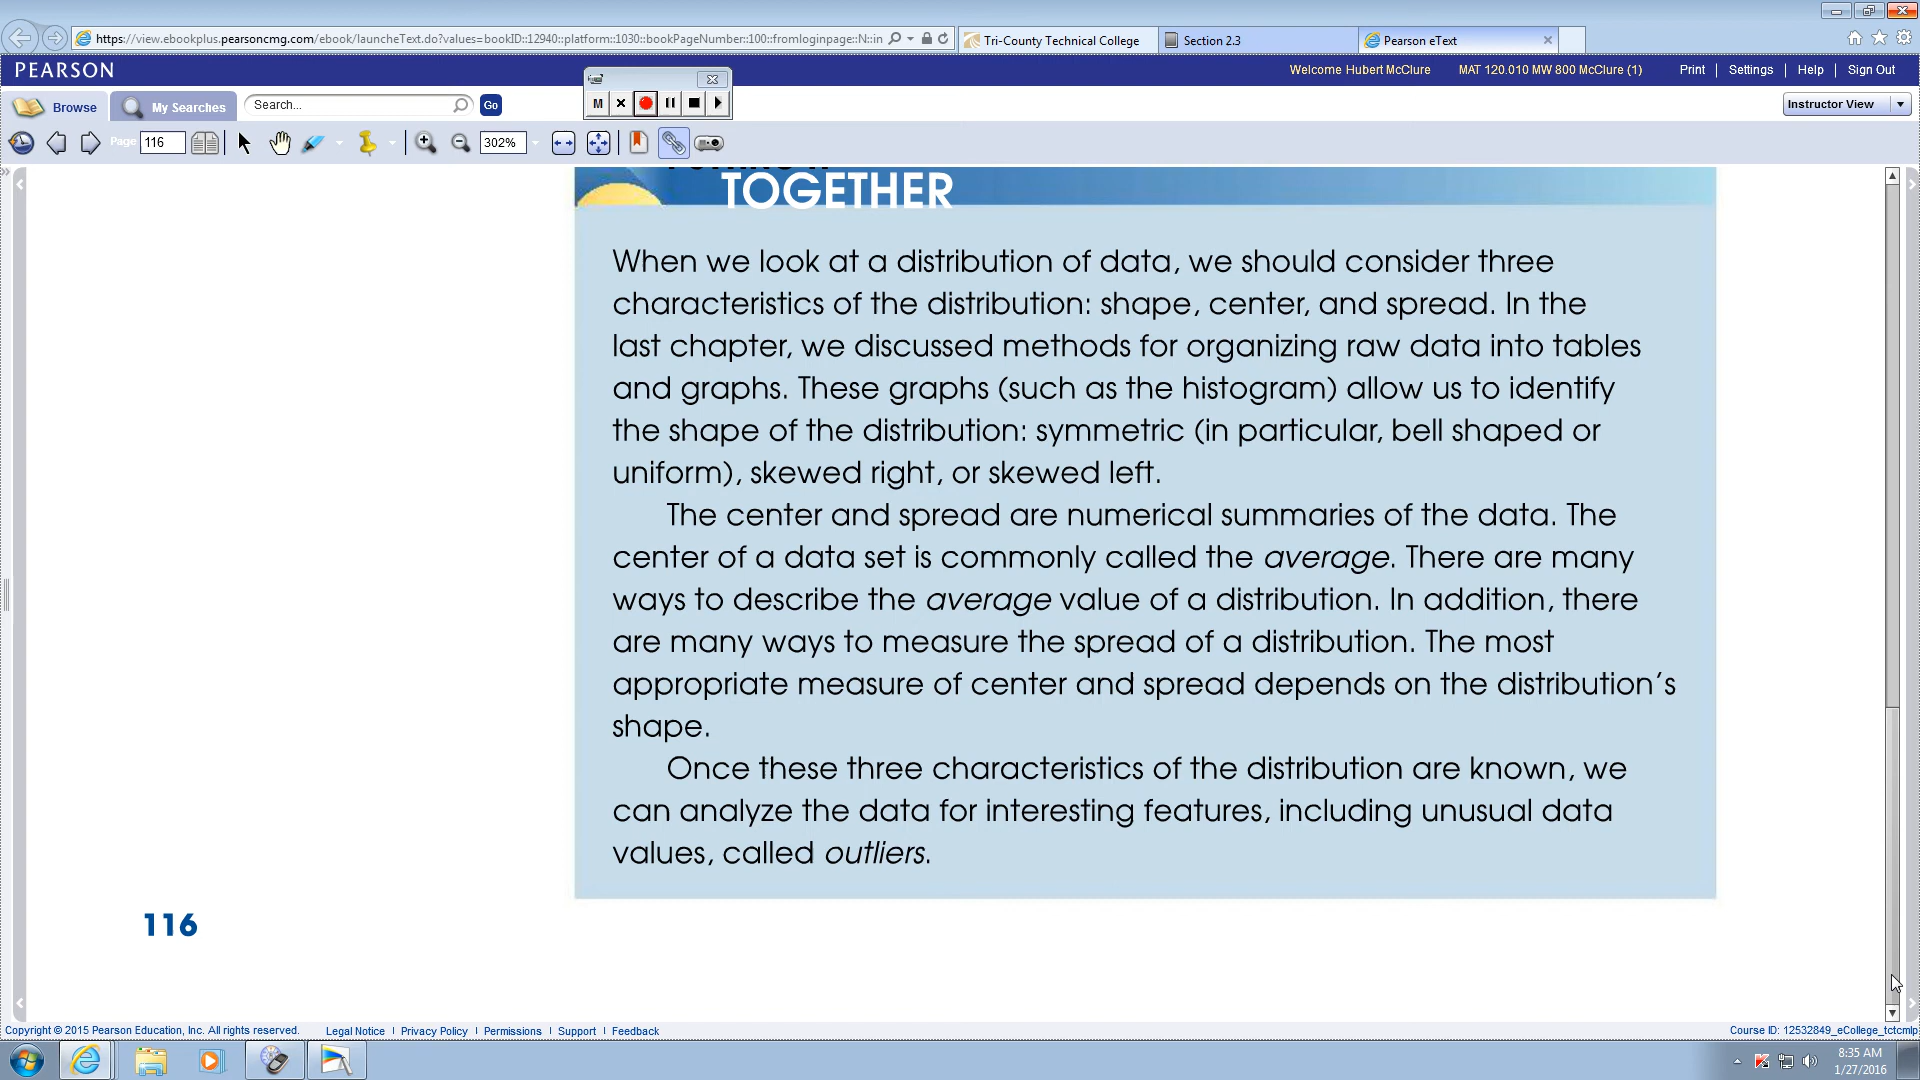 https://view.ebookplus.pearsoncmg.com/ebook/launcheText.do?values=bookID::12940::platform::1030::bookPageNumber::100::fromloginpage::N::in
Tri-County Technical College
Section 2.3
Pearson eText
PEARSON
Welcome Hubert McClure
MAT 120.010 MW 800 McClure (1)
Print
Settings
Help
Sign Out
Browse
My Searches
Search...
Go
M
Instructor View
Page
116
302%
TOGETHER
When we look at a distribution of data, we should consider three
characteristics of the distribution: shape, center, and spread. In the
last chapter, we discussed methods for organizing raw data into tables
and graphs. These graphs (such as the histogram) allow us to identify
the shape of the distribution: symmetric (in particular, bell shaped or
uniform), skewed right, or skewed left.
The center and spread are numerical summaries of the data. The
center of a data set is commonly called the average. There are many
ways to describe the average value of a distribution. In addition, there
are many ways to measure the spread of a distribution. The most
appropriate measure of center and spread depends on the distribution's
shape.
Once these three characteristics of the distribution are known, we
can analyze the data for interesting features, including unusual data
values, called outliers.
116
Copyright © 2015 Pearson Education, Inc. All rights reserved.
Legal Notice | Privacy Policy | Permissions | Support | Feedback
Course ID: 12532849_eCollege_tctcmlp
8:35 AM
1/27/2016